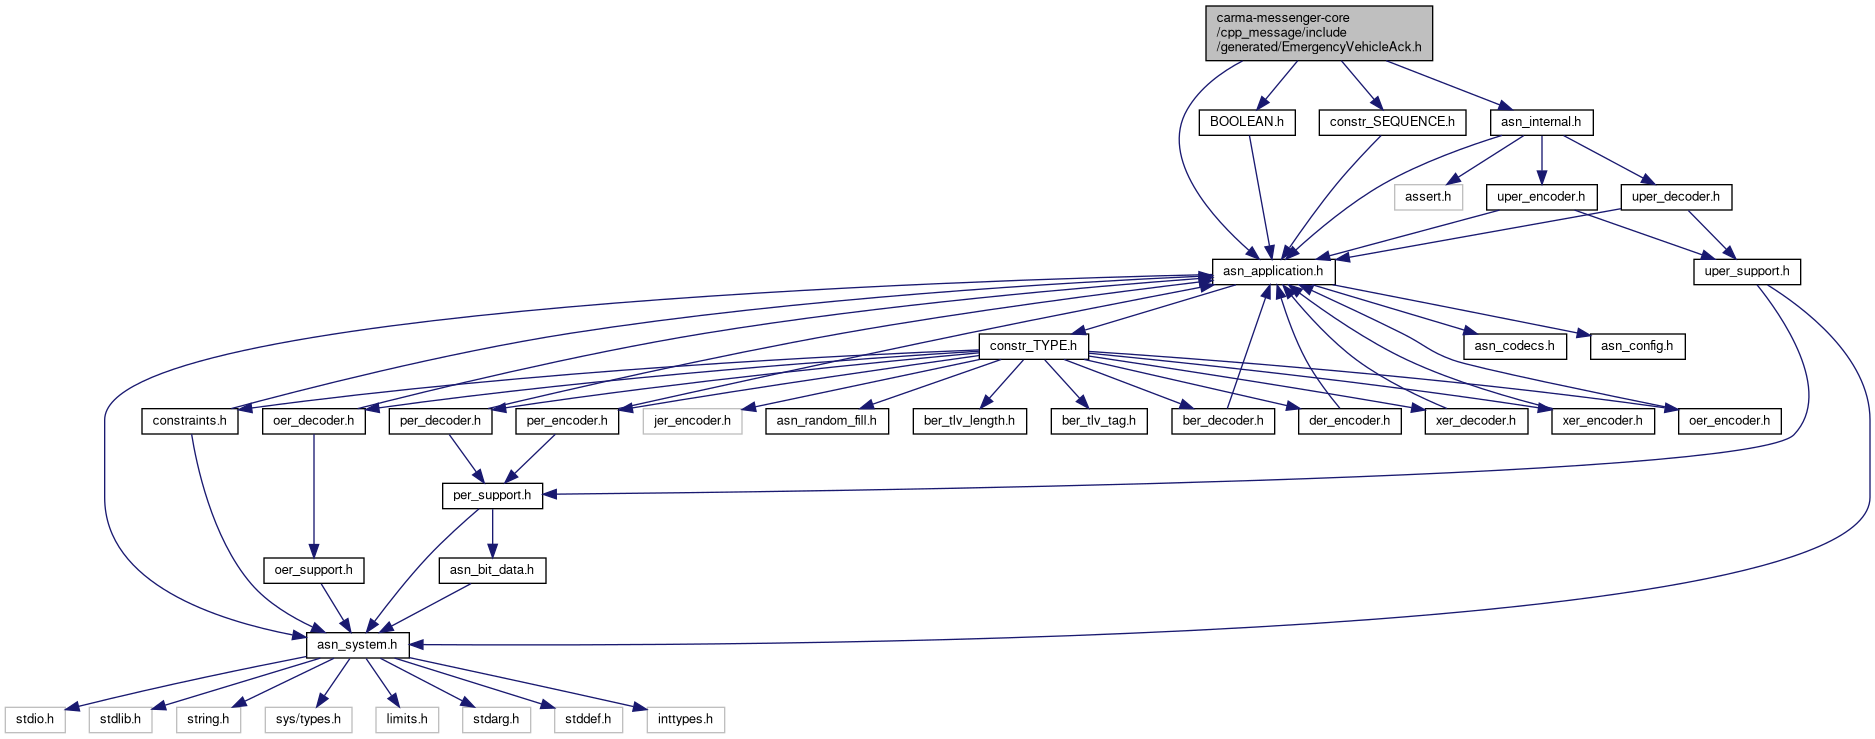 carma-messenger-core
/cpp_message/include
/generated/EmergencyVehicleAck.h
BOOLEAN.h
constr_SEQUENCE.h
asn_internal.h
assert.h
uper_encoder.h
uper_decoder.h
asn_application.h
uper_support.h
constr_TYPE.h
asn_codecs.h
asn_config.h
constraints.h
oer_decoder.h
per_decoder.h
per_encoder.h
jer_encoder.h
asn_random_fill.h
ber_tlv_length.h
ber_tlv_tag.h
ber_decoder.h
der_encoder.h
xer_decoder.h
xer_encoder.h
oer_encoder.h
per_support.h
oer_support.h
asn_bit_data.h
asn_system.h
stdio.h
stdlib.h
string.h
sys/types.h
limits.h
stdarg.h
stddef.h
inttypes.h